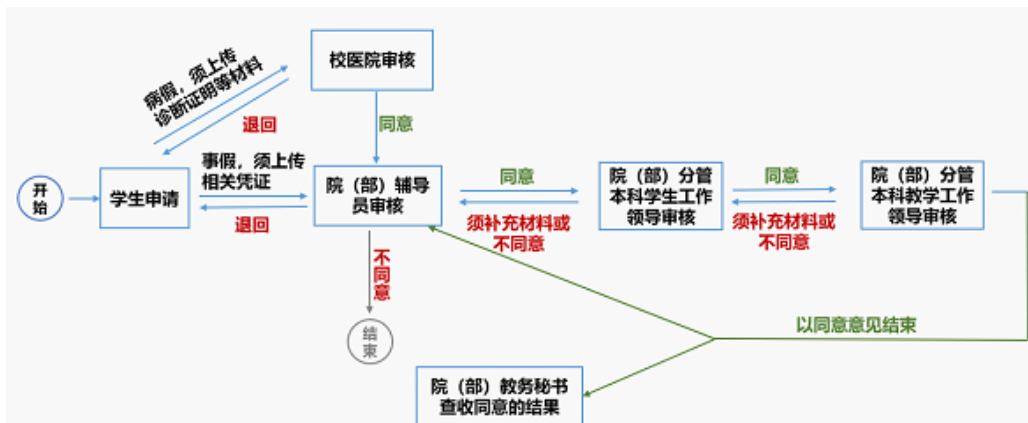 校医院审核
病假，须上传
诊断证明等材料
退回
同意
开
始
学生申请
事假，须上传
相关凭证
退回
院（部）辅导
员审核
同意
须补充材料或
不同意
院（部）分管
本科学生工作
领导审核
同意
须补充材料或
不同意
院（部）分管
本科教学工作
领导审核
不
同
意
结
束
以同意意见结束
院（部）教务秘书
查收同意的结果